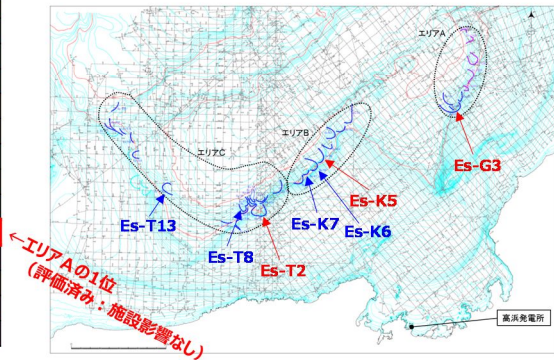 エリアA
エリアB
エリアC
Es-G3
Es-K5
Es-K6
Es-K7
Es-T13
Es-T8
Es-T2
←エリアAの1位
(評価済み:施設影響なし)
高浜発電所